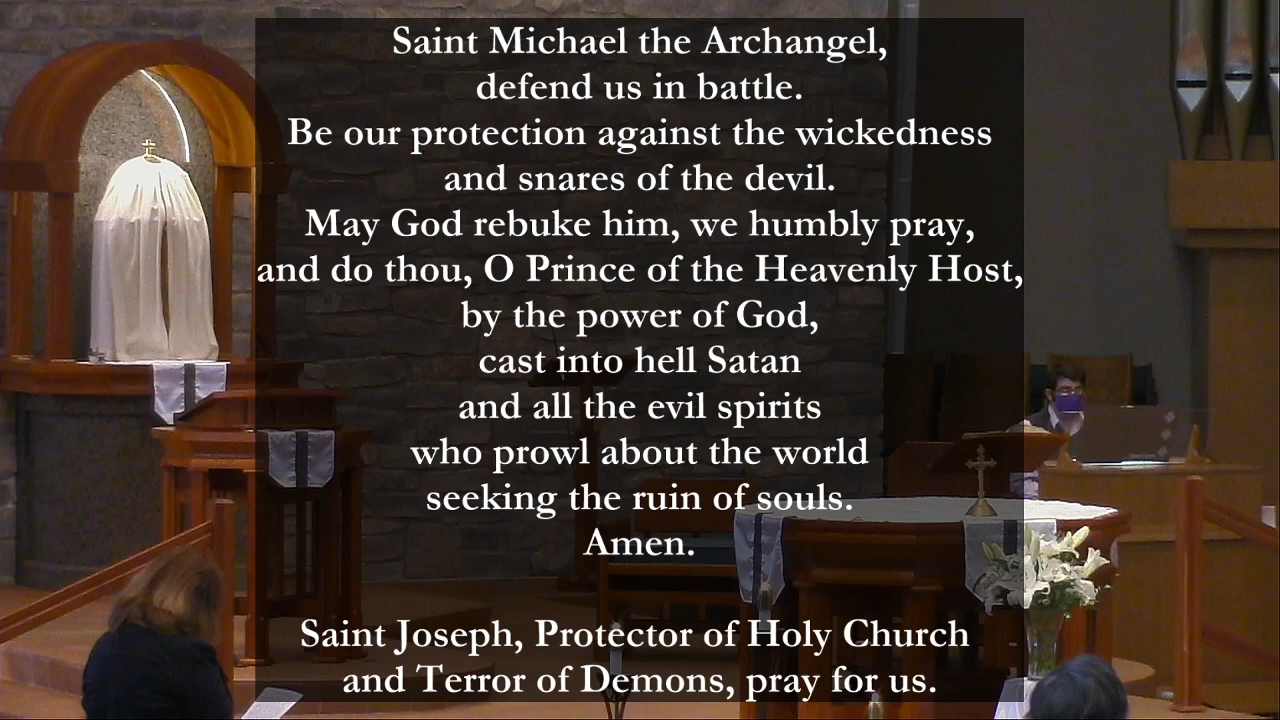 Saint Michael the Archangel,
defend us in battle.
Be our protection against the wickedness
and snares of the devil.
May God rebuke him, we humbly pray,
and do thou, O Prince of the Heavenly Host,
by the power of God,
cast into hell Satan
and all the evil spirits
who prowl about the world
seeking the ruin of souls.
Amen.
Saint Joseph, Protector of Holy Church
and Terror of Demons, pray for us.